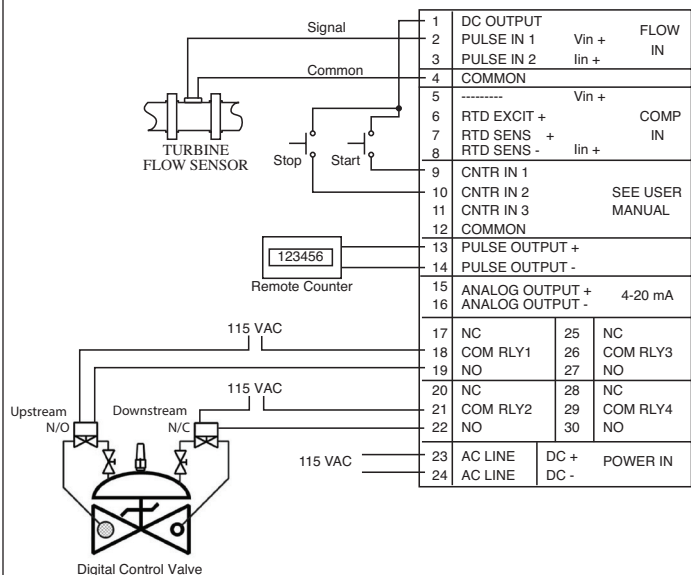 Signal
Common
TURBINE
FLOW SENSOR
Stop
Start
123456
Remote Counter
115 VAC
115 VAC
Upstream
N/O
Downstream
N/C
115 VAC
Digital Control Valve
1 DC OUTPUT
2 PULSE IN 1 Vin +
3 PULSE IN 2 Iin +
FLOW
IN
4 COMMON
5 --------- Vin +
6 RTD EXCIT + COMP
7 RTD SENS + IN
8 RTD SENS - Iin +
9 CNTR IN 1
10 CNTR IN 2 SEE USER
11 CNTR IN 3 MANUAL
12 COMMON
13 PULSE OUTPUT +
14 PULSE OUTPUT -
15 ANALOG OUTPUT +
16 ANALOG OUTPUT -
4-20 mA
17 NC 25 NC
18 COM RLY1 26 COM RLY3
19 NO 27 NO
20 NC 28 NC
21 COM RLY2 29 COM RLY4
22 NO 30 NO
23 AC LINE DC +
24 AC LINE DC -
POWER IN